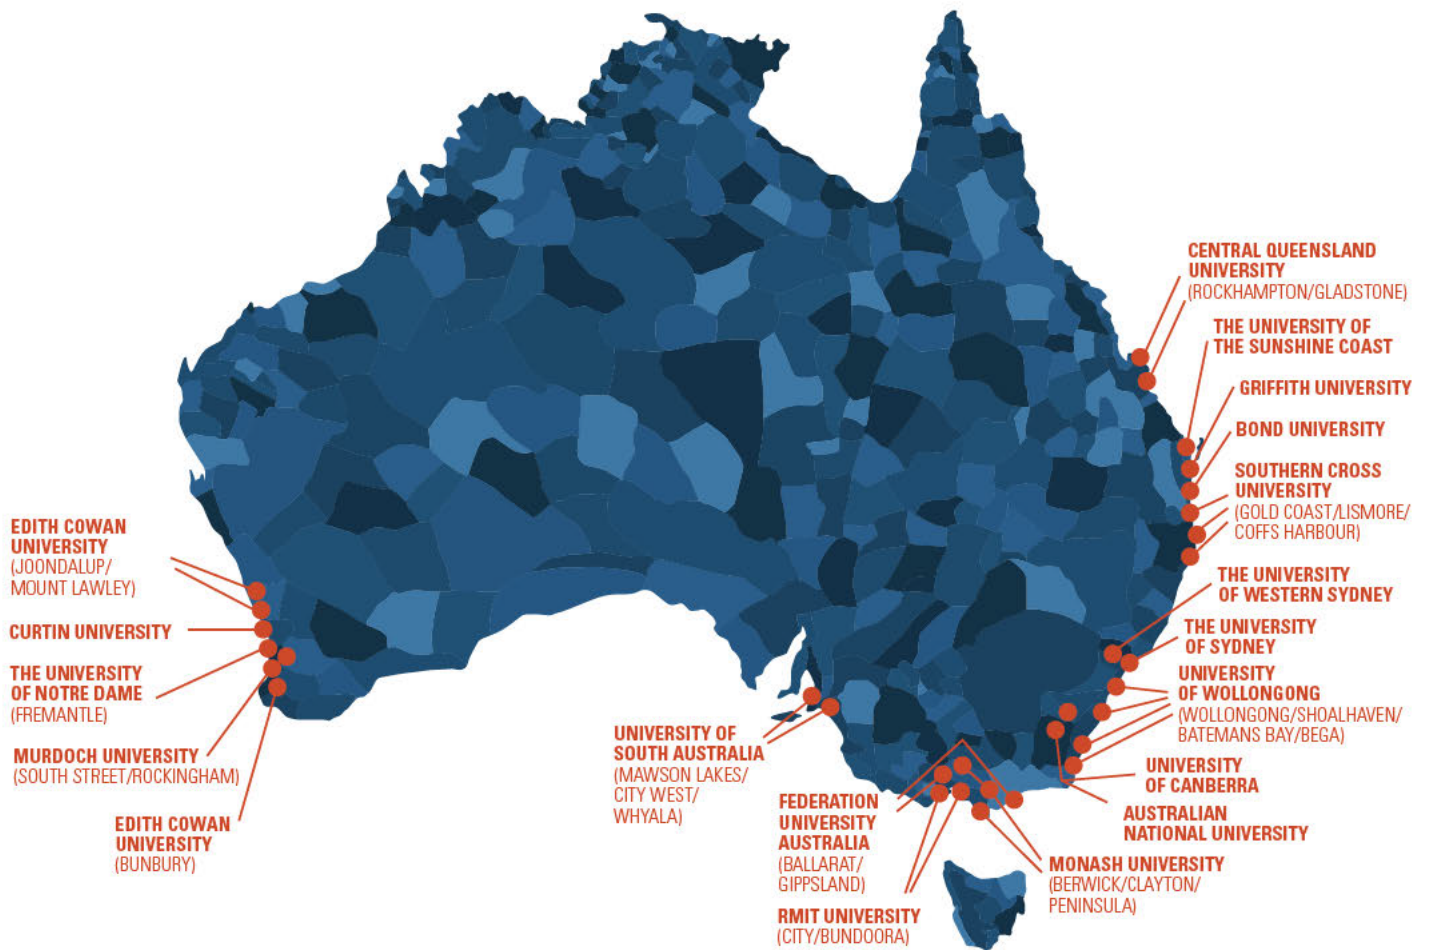 CENTRAL QUEENSLAND
UNIVERSITY
(ROCKHAMPTON/GLADSTONE)
THE UNIVERSITY OF
THE SUNSHINE COAST
GRIFFITH UNIVERSITY
BOND UNIVERSITY
SOUTHERN CROSS
UNIVERSITY
(GOLD COAST/LISMORE/
COFFS HARBOUR)
THE UNIVERSITY
OF WESTERN SYDNEY
THE UNIVERSITY
OF SYDNEY
UNIVERSITY
OF WOLLONGONG
(WOLLONGONG/SHOALHAVEN/
BATEMANS BAY/BEGA)
UNIVERSITY
OF CANBERRA
AUSTRALIAN
NATIONAL UNIVERSITY
MONASH UNIVERSITY
(BERWICK/CLAYTON/
PENINSULA)
EDITH COWAN
UNIVERSITY
(JOONDALUP/
MOUNT LAWLEY)
CURTIN UNIVERSITY
THE UNIVERSITY
OF NOTRE DAME
(FREMANTLE)
MURDOCH UNIVERSITY
(SOUTH STREET/ROCKINGHAM)
EDITH COWAN
UNIVERSITY
(BUNBURY)
UNIVERSITY OF
SOUTH AUSTRALIA
(MAWSON LAKES/
CITY WEST/
WHYALA)
FEDERATION
UNIVERSITY
AUSTRALIA
(BALLARAT/
GIPPSLAND)
RMIT UNIVERSITY
(CITY/BUNDOORA)